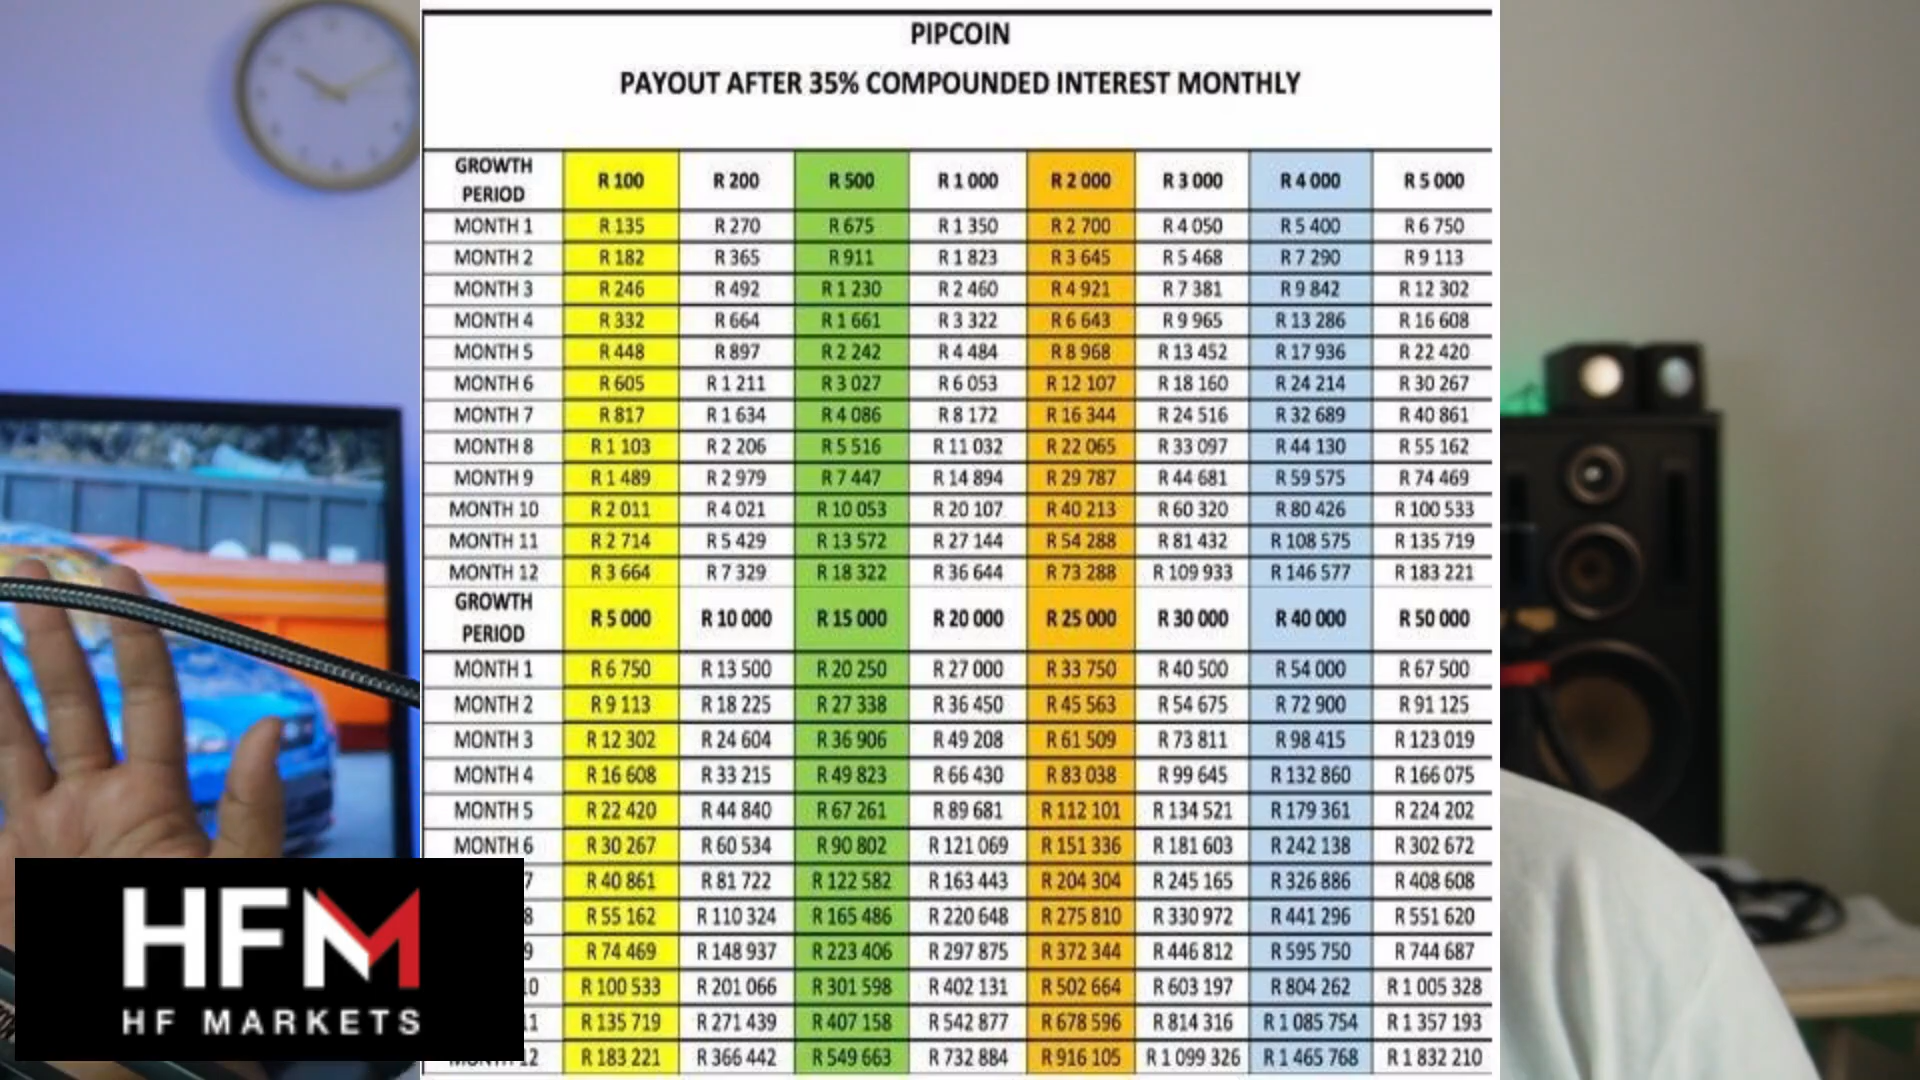 PIPCOIN
PAYOUT AFTER 35% COMPOUNDED INTEREST MONTHLY
GROWTH PERIOD R 100 R 200 R 500 R 1 000 R 2 000 R 3 000 R 4 000 R 5 000
MONTH 1 R 135 R 270 R 675 R 1 350 R 2 700 R 4 050 R 5 400 R 6 750
MONTH 2 R 182 R 365 R 911 R 1 823 R 3 645 R 5 468 R 7 290 R 9 113
MONTH 3 R 246 R 492 R 1 230 R 2 460 R 4 921 R 7 381 R 9 842 R 12 302
MONTH 4 R 332 R 664 R 1 661 R 3 322 R 6 643 R 9 965 R 13 286 R 16 608
MONTH 5 R 448 R 897 R 2 242 R 4 484 R 8 968 R 13 452 R 17 936 R 22 420
MONTH 6 R 605 R 1 211 R 3 027 R 6 053 R 12 107 R 18 160 R 24 214 R 30 267
MONTH 7 R 817 R 1 634 R 4 086 R 8 172 R 16 344 R 24 516 R 32 689 R 40 861
MONTH 8 R 1 103 R 2 206 R 5 516 R 11 032 R 22 065 R 33 097 R 44 130 R 55 162
MONTH 9 R 1 489 R 2 979 R 7 447 R 14 894 R 29 787 R 44 681 R 59 575 R 74 469
MONTH 10 R 2 011 R 4 021 R 10 053 R 20 107 R 40 213 R 60 320 R 80 426 R 100 533
MONTH 11 R 2 714 R 5 429 R 13 572 R 27 144 R 54 288 R 81 432 R 108 575 R 135 719
MONTH 12 R 3 664 R 7 329 R 18 322 R 36 644 R 73 288 R 109 933 R 146 577 R 183 221
GROWTH PERIOD R 5 000 R 10 000 R 15 000 R 20 000 R 25 000 R 30 000 R 40 000 R 50 000
MONTH 1 R 6 750 R 13 500 R 20 250 R 27 000 R 33 750 R 40 500 R 54 000 R 67 500
MONTH 2 R 9 113 R 18 225 R 27 338 R 36 450 R 45 563 R 54 675 R 72 900 R 91 125
MONTH 3 R 12 302 R 24 604 R 36 906 R 49 208 R 61 509 R 73 811 R 98 415 R 123 019
MONTH 4 R 16 608 R 33 215 R 49 823 R 66 430 R 83 038 R 99 645 R 132 860 R 166 075
MONTH 5 R 22 420 R 44 840 R 67 261 R 89 681 R 112 101 R 134 521 R 179 361 R 224 202
MONTH 6 R 30 267 R 60 534 R 90 802 R 121 069 R 151 336 R 181 603 R 242 138 R 302 672
7 R 40 861 R 81 722 R 122 582 R 163 443 R 204 304 R 245 165 R 326 886 R 408 608
8 R 55 162 R 110 324 R 165 486 R 220 648 R 275 810 R 330 972 R 441 296 R 551 620
9 R 74 469 R 148 937 R 223 406 R 297 875 R 372 344 R 446 812 R 595 750 R 744 687
10 R 100 533 R 201 066 R 301 598 R 402 131 R 502 664 R 603 197 R 804 262 R 1 005 328
11 R 135 719 R 271 439 R 407 158 R 542 877 R 678 596 R 814 316 R 1 085 754 R 1 357 193
12 R 183 221 R 366 442 R 549 663 R 732 884 R 916 105 R 1 099 326 R 1 465 768 R 1 832 210
HFM
HF MARKETS